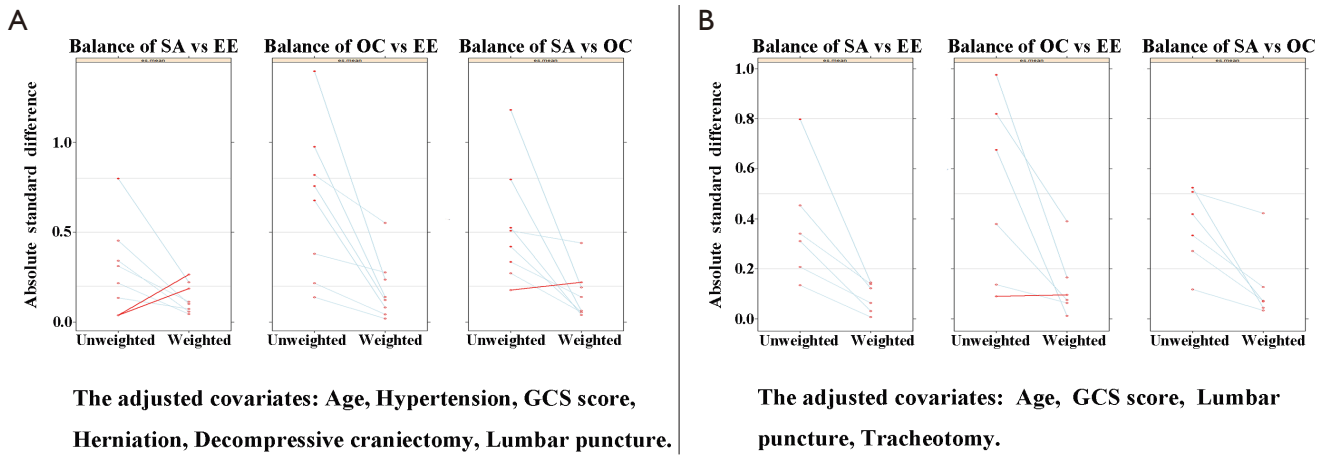 A
B
Balance of SA vs EE
Balance of OC vs EE
Balance of SA vs OC
es.mean
es.mean
es.mean
Absolute standard difference
1.0
0.5
0.0
Unweighted Weighted
Unweighted Weighted
Unweighted Weighted
The adjusted covariates: Age, Hypertension, GCS score,
Herniation, Decompressive craniectomy, Lumbar puncture.
Balance of SA vs EE
Balance of OC vs EE
Balance of SA vs OC
es.mean
es.mean
es.mean
Absolute standard difference
1.0
0.8
0.6
0.4
0.2
0.0
Unweighted Weighted
Unweighted Weighted
Unweighted Weighted
The adjusted covariates: Age, GCS score, Lumbar
puncture, Tracheotomy.